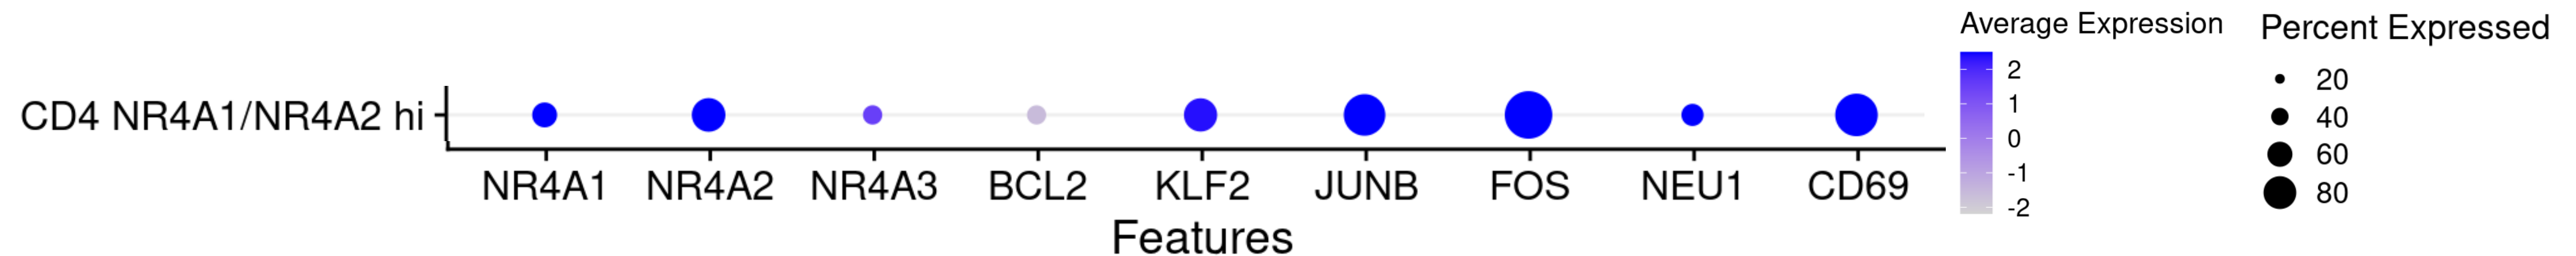 CD4 NR4A1/NR4A2 hi
NR4A1 NR4A2 NR4A3 BCL2 KLF2 JUNB FOS NEU1 CD69
Features
Average Expression
2
1
0
-1
-2
Percent Expressed
20
40
60
80